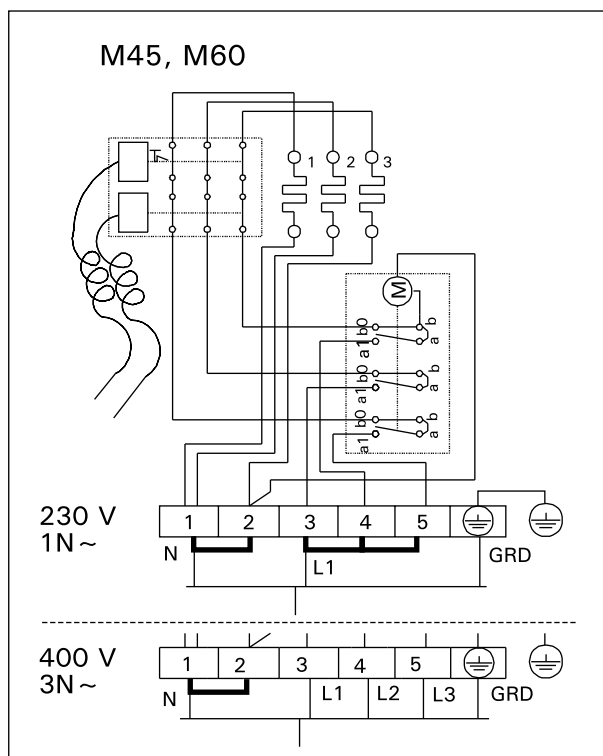 M45, M60
1 2 3
M
b0 b
a1 a
b0 b
a1 a
b0 b
a1 a
230 V
1N~
1 2 3 4 5
N L1 GRD
400 V
3N~
1 2 3 4 5
N L1 L2 L3 GRD